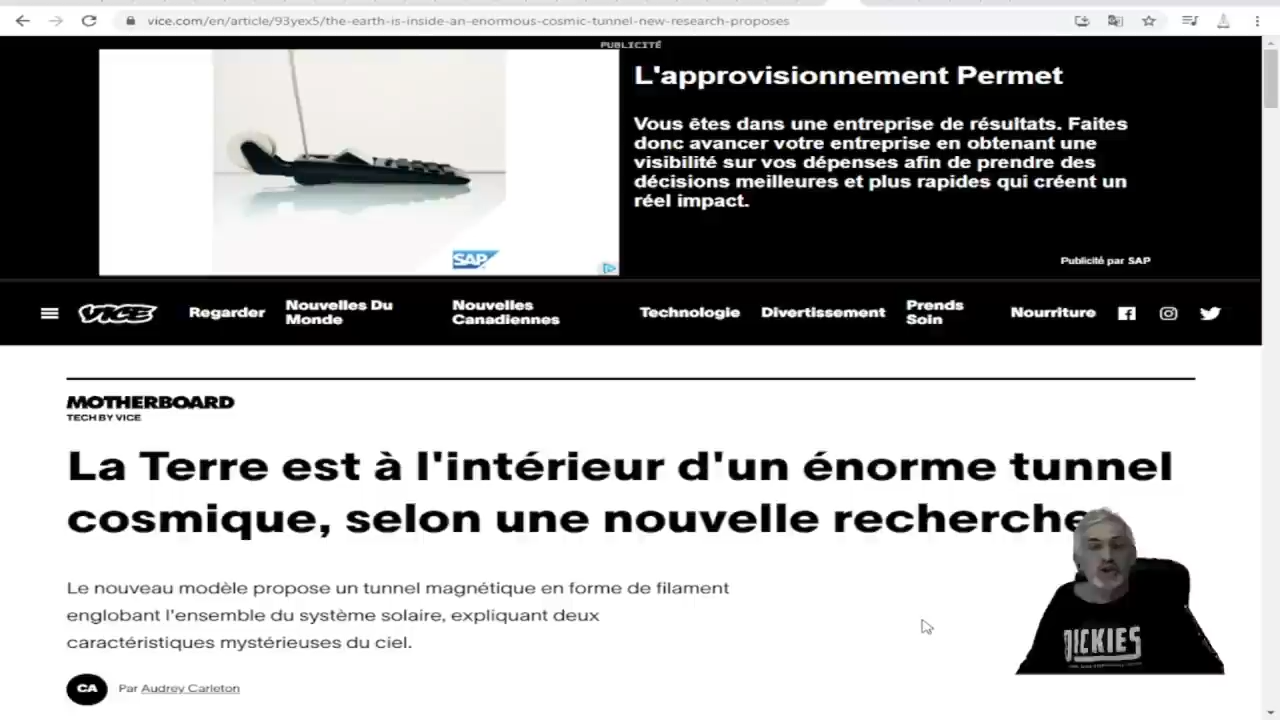 vice.com/en/article/93yex5/the-earth-is-inside-an-enormous-cosmic-tunnel-new-research-proposes
PUBLICITÉ
L'approvisionnement Permet
Vous êtes dans une entreprise de résultats. Faites
donc avancer votre entreprise en obtenant une
visibilité sur vos dépenses afin de prendre des
décisions meilleures et plus rapides qui créent un
réel impact.
SAP
Publicité par SAP
VICE
Regarder
Nouvelles Du
Monde
Nouvelles
Canadiennes
Technologie
Divertissement
Prends
Soin
Nourriture
MOTHERBOARD
TECH BY VICE
La Terre est à l'intérieur d'un énorme tunnel
cosmique, selon une nouvelle recherche
Le nouveau modèle propose un tunnel magnétique en forme de filament
englobant l'ensemble du système solaire, expliquant deux
caractéristiques mystérieuses du ciel.
CA
Par Audrey Carleton
DICKIES